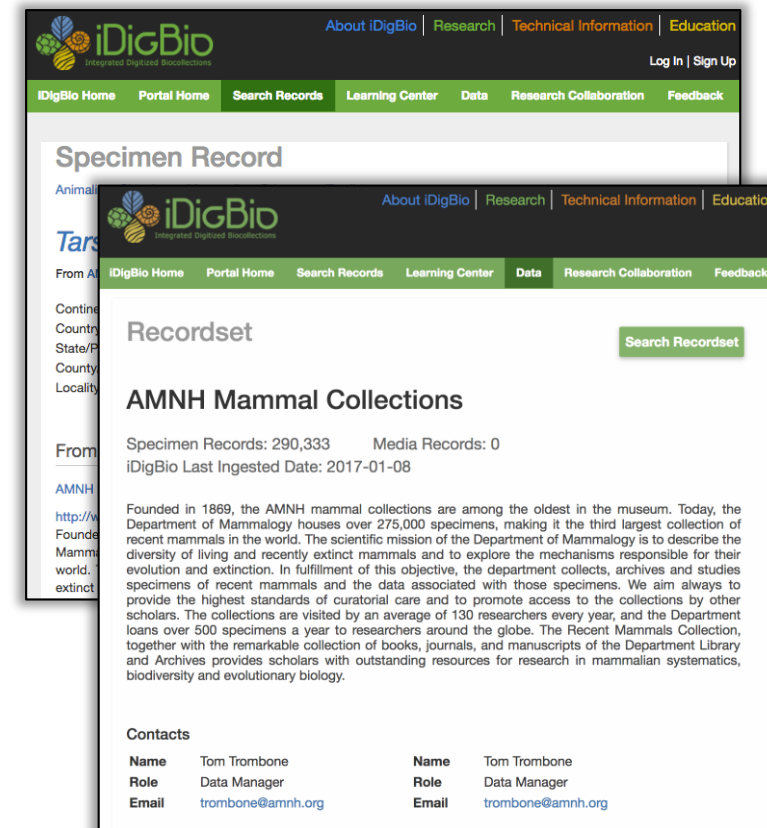 iDigBio
Integrated Digitized Biocollections
About iDigBio | Research | Technical Information | Education
Log In | Sign Up
iDigBio Home Portal Home Search Records Learning Center Data Research Collaboration Feedback
Specimen Record
From
Contine
Country
State/P
County
Locality
From
AMNH
http://w
Founde
Mamma
world.
extinct
iDigBio
Integrated Digitized Biocollections
About iDigBio | Research | Technical Information | Educatio
iDigBio Home Portal Home Search Records Learning Center Data Research Collaboration Feedback
Recordset
Search Recordset
AMNH Mammal Collections
Specimen Records: 290,333 Media Records: 0
iDigBio Last Ingested Date: 2017-01-08
Founded in 1869, the AMNH mammal collections are among the oldest in the museum. Today, the
Department of Mammalogy houses over 275,000 specimens, making it the third largest collection of
recent mammals in the world. The scientific mission of the Department of Mammalogy is to describe the
diversity of living and recently extinct mammals and to explore the mechanisms responsible for their
evolution and extinction. In fulfillment of this objective, the department collects, archives and studies
specimens of recent mammals and the data associated with those specimens. We aim always to
provide the highest standards of curatorial care and to promote access to the collections by other
scholars. The collections are visited by an average of 130 researchers every year, and the Department
loans over 500 specimens a year to researchers around the globe. The Recent Mammals Collection,
together with the remarkable collection of books, journals, and manuscripts of the Department Library
and Archives provides scholars with outstanding resources for research in mammalian systematics,
biodiversity and evolutionary biology.
Contacts
Name Tom Trombone Name Tom Trombone
Role Data Manager Role Data Manager
Email trombone@amnh.org Email trombone@amnh.org